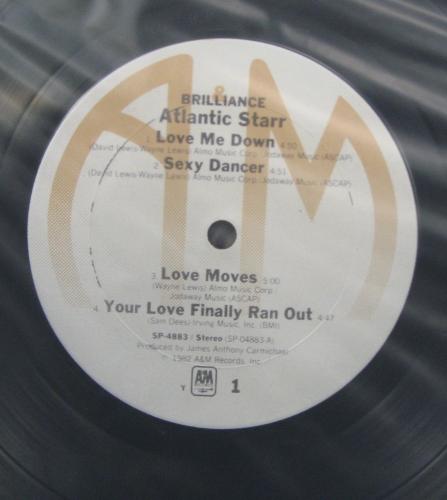 A&M
BRILLIANCE
Atlantic Starr
1. Love Me Down 4:50
(David Lewis-Wayne Lewis) Almo Music Corp./Jodaway Music (ASCAP)
2. Sexy Dancer 4:51
(David Lewis-Wayne Lewis) Almo Music Corp./Jodaway Music (ASCAP)
3. Love Moves 5:00
(Wayne Lewis) Almo Music Corp./
Jodaway Music (ASCAP)
4. Your Love Finally Ran Out 4:47
(Sam Dees) Irving Music, Inc. (BMI)
SP-4883 / Stereo (SP-04883-A)
Produced by James Anthony Carmichael
© 1982 A&M Records, Inc.
Y A&M 1